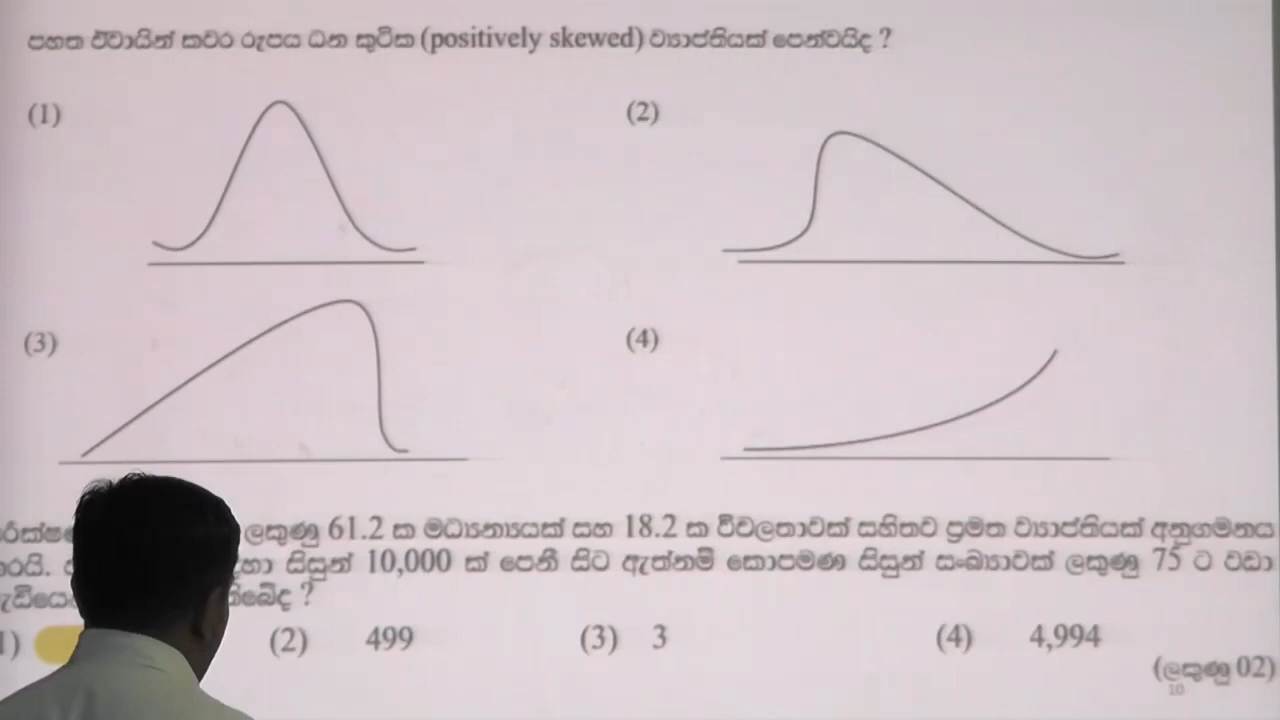 පහත ඒවායින් කවර රූපය ධන කුටික (positively skewed) ව්‍යාප්තියක් පෙන්වයිද ?
(1)
(2)
(3)
(4)
ලකුණු 61.2 ක මධ්‍යන්‍යයක් සහ 18.2 ක විචලතාවක් සහිතව ප්‍රමත ව්‍යාප්තියක් අනුගමනය
සිසුන් 10,000 ක් පෙනී සිට ඇත්නම් කොපමණ සිසුන් සංඛ්‍යාවක් ලකුණු 75 ට වඩා
?
(2) 499
(3) 3
(4) 4,994
(ලකුණු 02)
10